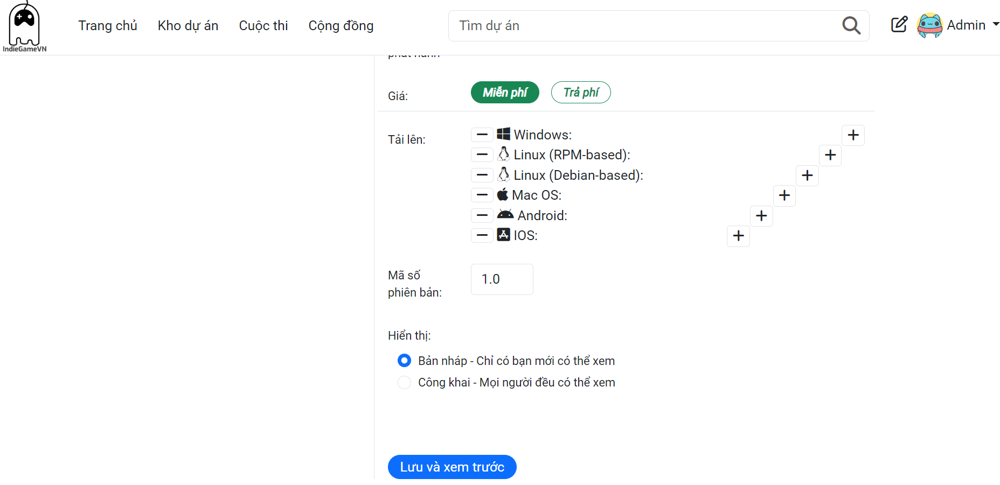 IndieGameVN
Trang chủ Kho dự án Cuộc thi Cộng đồng Tìm dự án Admin
phát hành
Giá: Miễn phí Trả phí
Tải lên: Windows:
Linux (RPM-based):
Linux (Debian-based):
Mac OS:
Android:
IOS:
Mã số
phiên bản: 1.0
Hiển thị:
Bản nháp - Chỉ có bạn mới có thể xem
Công khai - Mọi người đều có thể xem
Lưu và xem trước